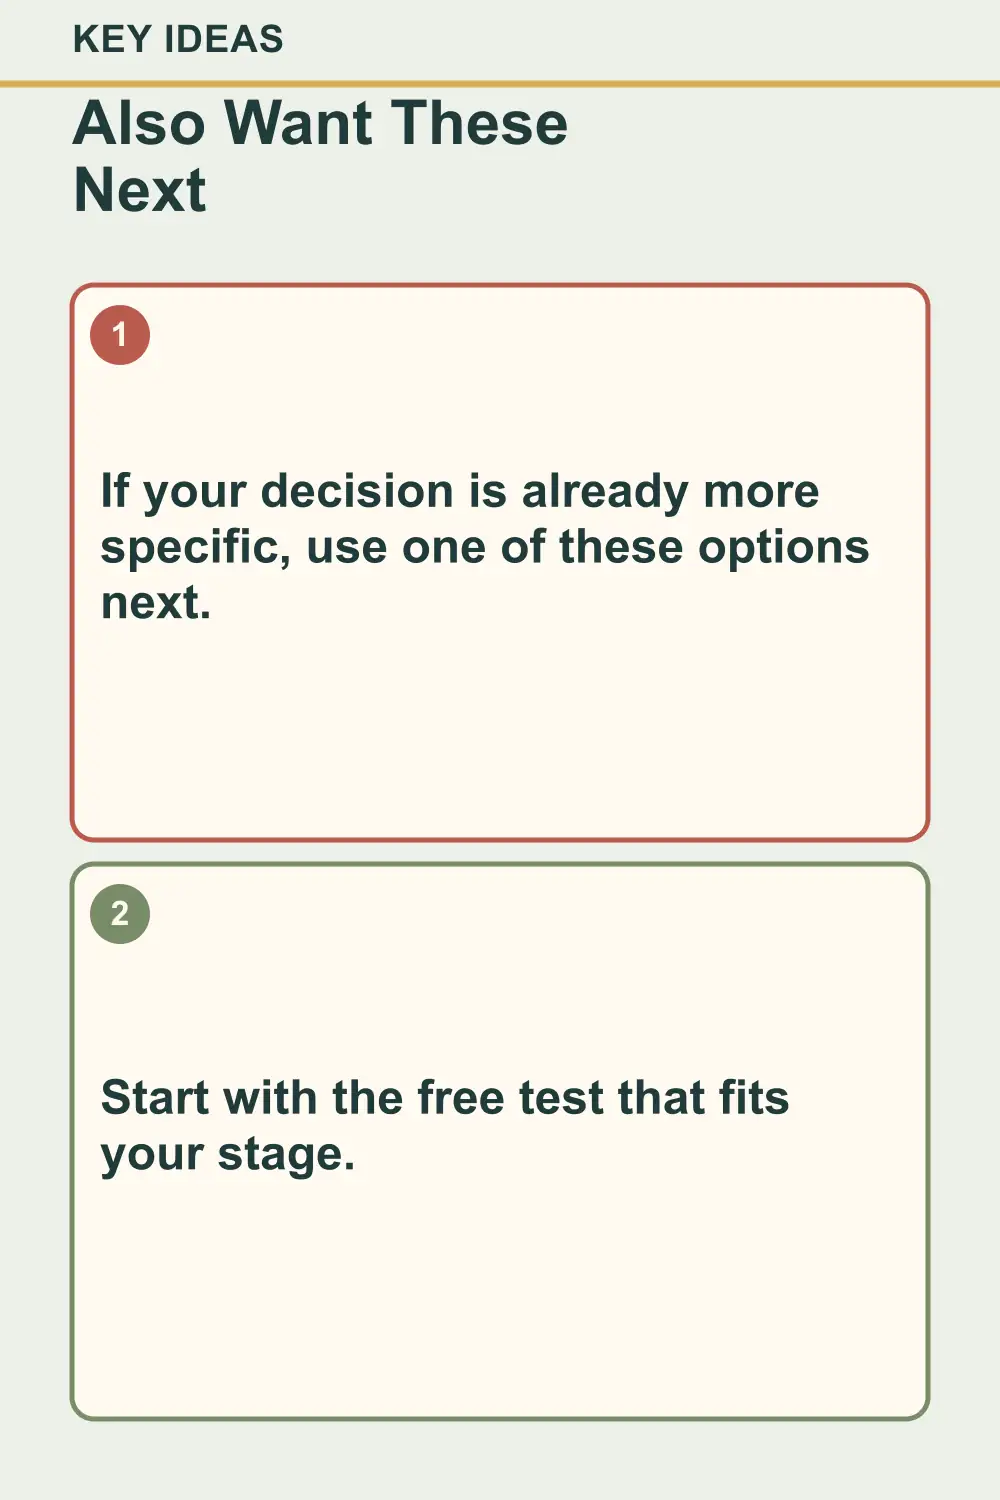 KEY IDEAS
Also Want These
Next
1
If your decision is already more
specific, use one of these options
next.
2
Start with the free test that fits
your stage.